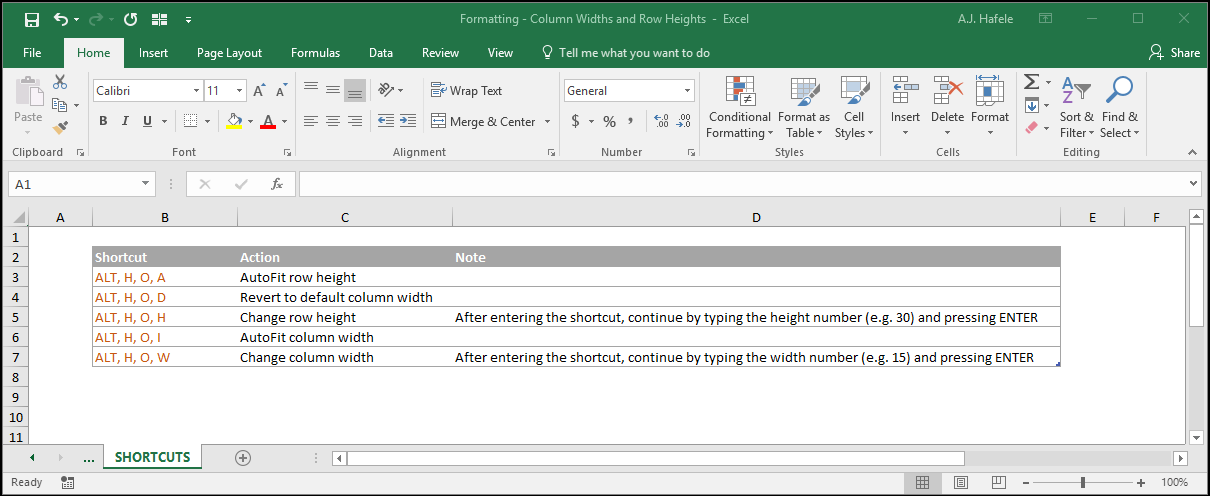 Formatting - Column Widths and Row Heights - Excel
A.J. Hafele
File Home Insert Page Layout Formulas Data Review View Tell me what you want to do Share
Paste
Clipboard
Calibri 11
A A
B I U A
Font
Wrap Text
Merge & Center
Alignment
General
$ % , .00 .0
Number
Conditional Formatting
Format as Table
Cell Styles
Styles
Insert Delete Format
Cells
Sort & Filter
Find & Select
Editing
A1 fx
A B C D E F
1
2 Shortcut Action Note
3 ALT, H, O, A AutoFit row height
4 ALT, H, O, D Revert to default column width
5 ALT, H, O, H Change row height After entering the shortcut, continue by typing the height number (e.g. 30) and pressing ENTER
6 ALT, H, O, I AutoFit column width
7 ALT, H, O, W Change column width After entering the shortcut, continue by typing the width number (e.g. 15) and pressing ENTER
8
9
10
11
... SHORTCUTS
Ready 100%